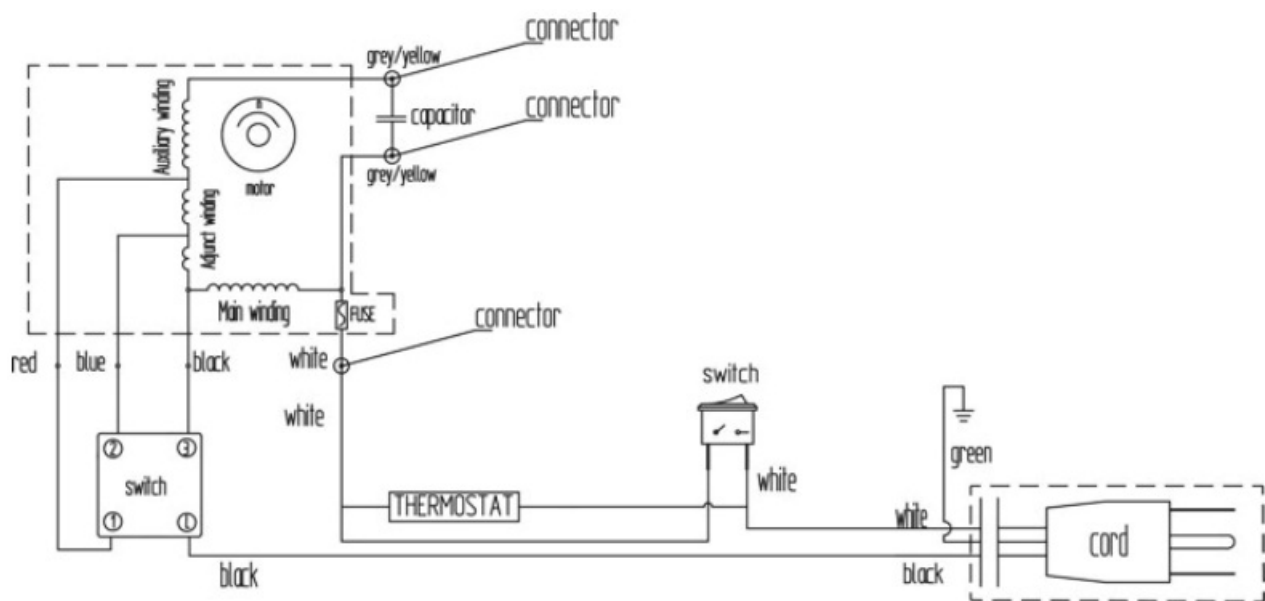 connector
grey/yellow
connector
capacitor
grey/yellow
Auxiliary winding
motor
Adjunct winding
Main winding
FUSE
connector
red
blue
black
white
white
switch
2
3
switch
1
L
THERMOSTAT
white
green
white
cord
black
black